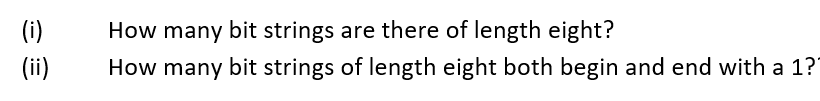 (i) How many bit strings are there of length eight?
(ii) How many bit strings of length eight both begin and end with a 1?